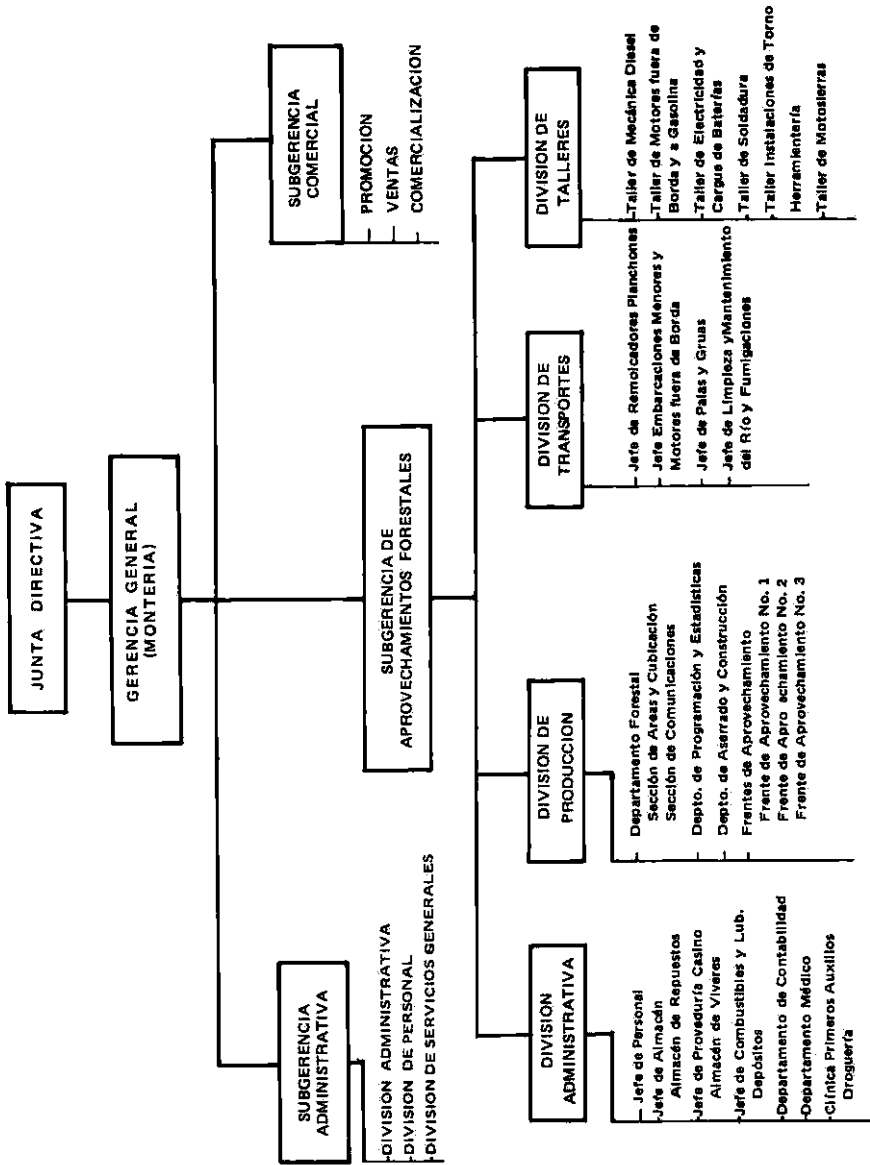 JUNTA DIRECTIVA
GERENCIA GENERAL
(MONTERIA)
SUBGERENCIA
ADMINISTRATIVA
DIVISIÓN ADMINISTRATIVA
DIVISION DE PERSONAL
DIVISION DE SERVICIOS GENERALES
SUBGERENCIA DE
APROVECHAMIENTOS FORESTALES
SUBGERENCIA
COMERCIAL
PROMOCION
VENTAS
COMERCIALIZACION
DIVISION
ADMINISTRATIVA
Jefe de Personal
Jefe de Almacén
Almacén de Repuestos
Jefe de Proveduría Casino
Almacén de Víveres
Jefe de Combustibles y Lub.
Depósitos
Departamento de Contabilidad
Departamento Médico
Clínica Primeros Auxillos
Droguería
DIVISION DE
PRODUCCION
Departamento Forestal
Sección de Areas y Cubicación
Sección de Comunicaciones
Depto. de Programación y Estadísticas
Depto. de Aserrado y Construcción
Frentes de Aprovechamiento
Frente de Aprovechamiento No. 1
Frente de Apro achamiento No. 2
Frente de Aprovechamiento No. 3
DIVISION DE
TRANSPORTES
Jefe de Remolcadores Planchones
Jefe Embarcaciones Menores y
Motores fuera de Borda
Jefe de Palas y Gruas
Jefe de Limpieza yMantenimiento
del Río y Fumigaciones
DIVISION DE
TALLERES
Taller de Mecánica Diesel
Taller de Motores fuera de
Borda y a Gasolina
Taller de Electricidad y
Cargue de Baterías
Taller de Soldadura
Taller Instalaciones de Torno
Herramientería
Taller de Motosierras